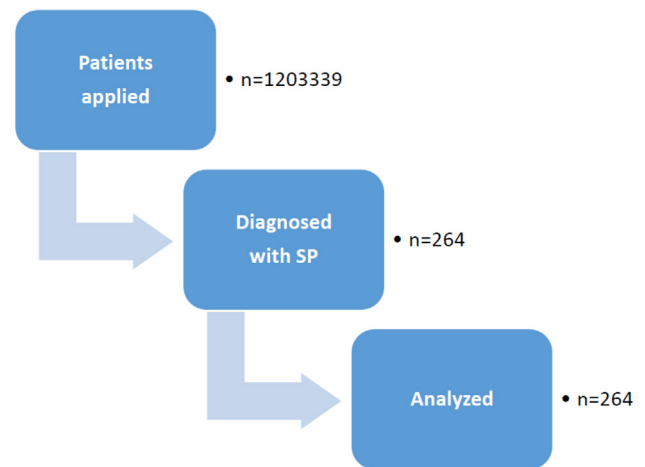 Patients
applied
• n=1203339
Diagnosed
with SP
• n=264
Analyzed
• n=264